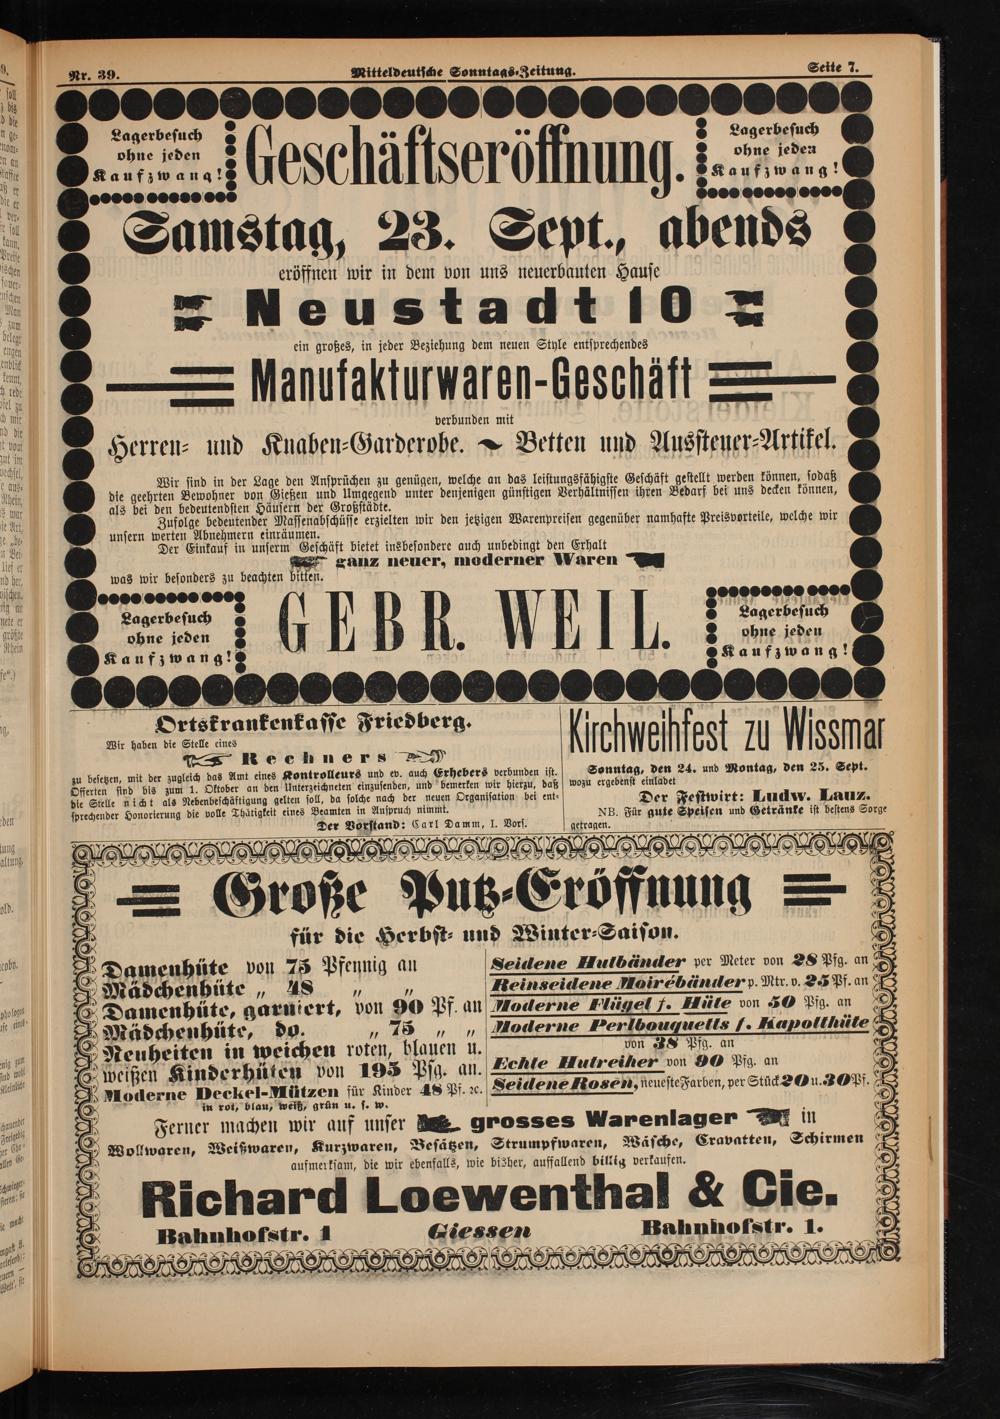 Nr. 39.
Mitteldeutsche Sonntags-Zeitung.
Seite 7.
Lagerbesuch
ohne jeden
Kaufzwang!
Geschäftseröffnung.
Lagerbesuch
ohne jeden
Kaufzwang!
Samstag, 23. Sept., abends
eröffnen wir in dem von uns neuerbauten Hause
Neustadt 10
ein großes, in jeder Beziehung dem neuen Style entsprechendes
Manufakturwaren-Geschäft
verbunden mit
Herren- und Knaben-Garderobe. ~ Betten und Aussteuer-Artikel.
Wir sind in der Lage den Ansprüchen zu genügen, welche an das leistungsfähigste Geschäft gestellt werden können, sodaß
die geehrten Bewohner von Gießen und Umgegend unter denjenigen günstigen Verhältnissen ihren Bedarf bei uns decken können,
als bei den bedeutendsten Häusern der Großstädte.
Zufolge bedeutender Massenabschüsse erzielten wir den jetzigen Warenpreisen gegenüber namhafte Preisvorteile, welche wir
unsern werten Abnehmern einräumen.
Der Einkauf in unserm Geschäft bietet insbesondere auch unbedingt den Erhalt
ganz neuer, moderner Waren
was wir besonders zu beachten bitten.
Lagerbesuch
ohne jeden
Kaufzwang!
GEBR. WEIL.
Lagerbesuch
ohne jeden
Kaufzwang!
Ortskrankenkasse Friedberg.
Wir haben die Stelle eines
Rechners
zu besetzen, mit der zugleich das Amt eines Kontrolleurs und ev. auch Erhebers verbunden ist.
Offerten sind bis zum 1. Oktober an den Unterzeichneten einzusenden, und bemerken wir hierzu, daß
die Stelle nicht als Nebenbeschäftigung gelten soll, da solche nach der neuen Organisation bei ent-
sprechender Honorierung die volle Thätigkeit eines Beamten in Anspruch nimmt.
Der Vorstand: Carl Damm, I. Vors.
Kirchweihfest zu Wissmar
Sonntag, den 24. und Montag, den 25. Sept.
wozu ergebenst einladet
Der Festwirt: Ludw. Lauz.
NB. Für gute Speisen und Getränke ist bestens Sorge
getragen.
Große Putz-Eröffnung
für die Herbst- und Winter-Saison.
Damenhüte von 75 Pfennig an
Mädchenhüte „ 48 „ „
Damenhüte, garniert, von 90 Pf. an
Mädchenhüte, do. „ 75 „ „
Neuheiten in weichen roten, blauen u.
weißen Kinderhüten von 195 Pfg. an.
Moderne Deckel-Mützen für Kinder 48 Pf. ꝛc.
in rot, blau, weiß, grün u. s. w.
Seidene Hutbänder per Meter von 28 Pfg. an
Reinseidene Moirébänder p. Mtr. v. 25 Pf. an
Moderne Flügel f. Hüte von 50 Pfg. an
Moderne Perlbouquetts f. Kapotthüte
von 38 Pfg. an
Echte Hutreiher von 90 Pfg. an
Seidene Rosen, neueste Farben, per Stück 20 u. 30 Pf.
Ferner machen wir auf unser grosses Warenlager in
Wollwaren, Weißwaren, Kurzwaren, Besätzen, Strumpfwaren, Wäsche, Cravatten, Schirmen
aufmerksam, die wir ebenfalls, wie bisher, auffallend billig verkaufen.
Richard Loewenthal & Cie.
Bahnhofstr. 1 Giessen Bahnhofstr. 1.